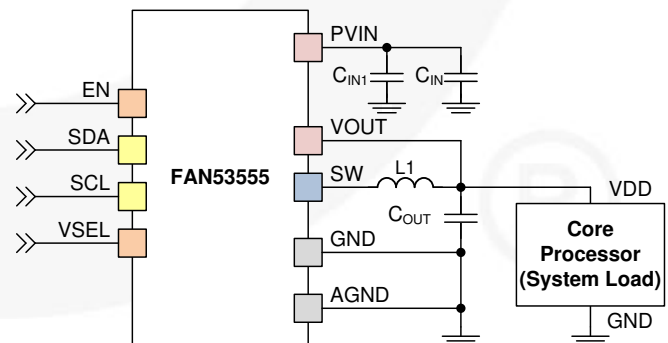 PVIN
CIN1
CIN
EN
VOUT
SDA
FAN53555
SW
L1
VDD
SCL
COUT
VSEL
GND
Core
Processor
(System Load)
AGND
GND